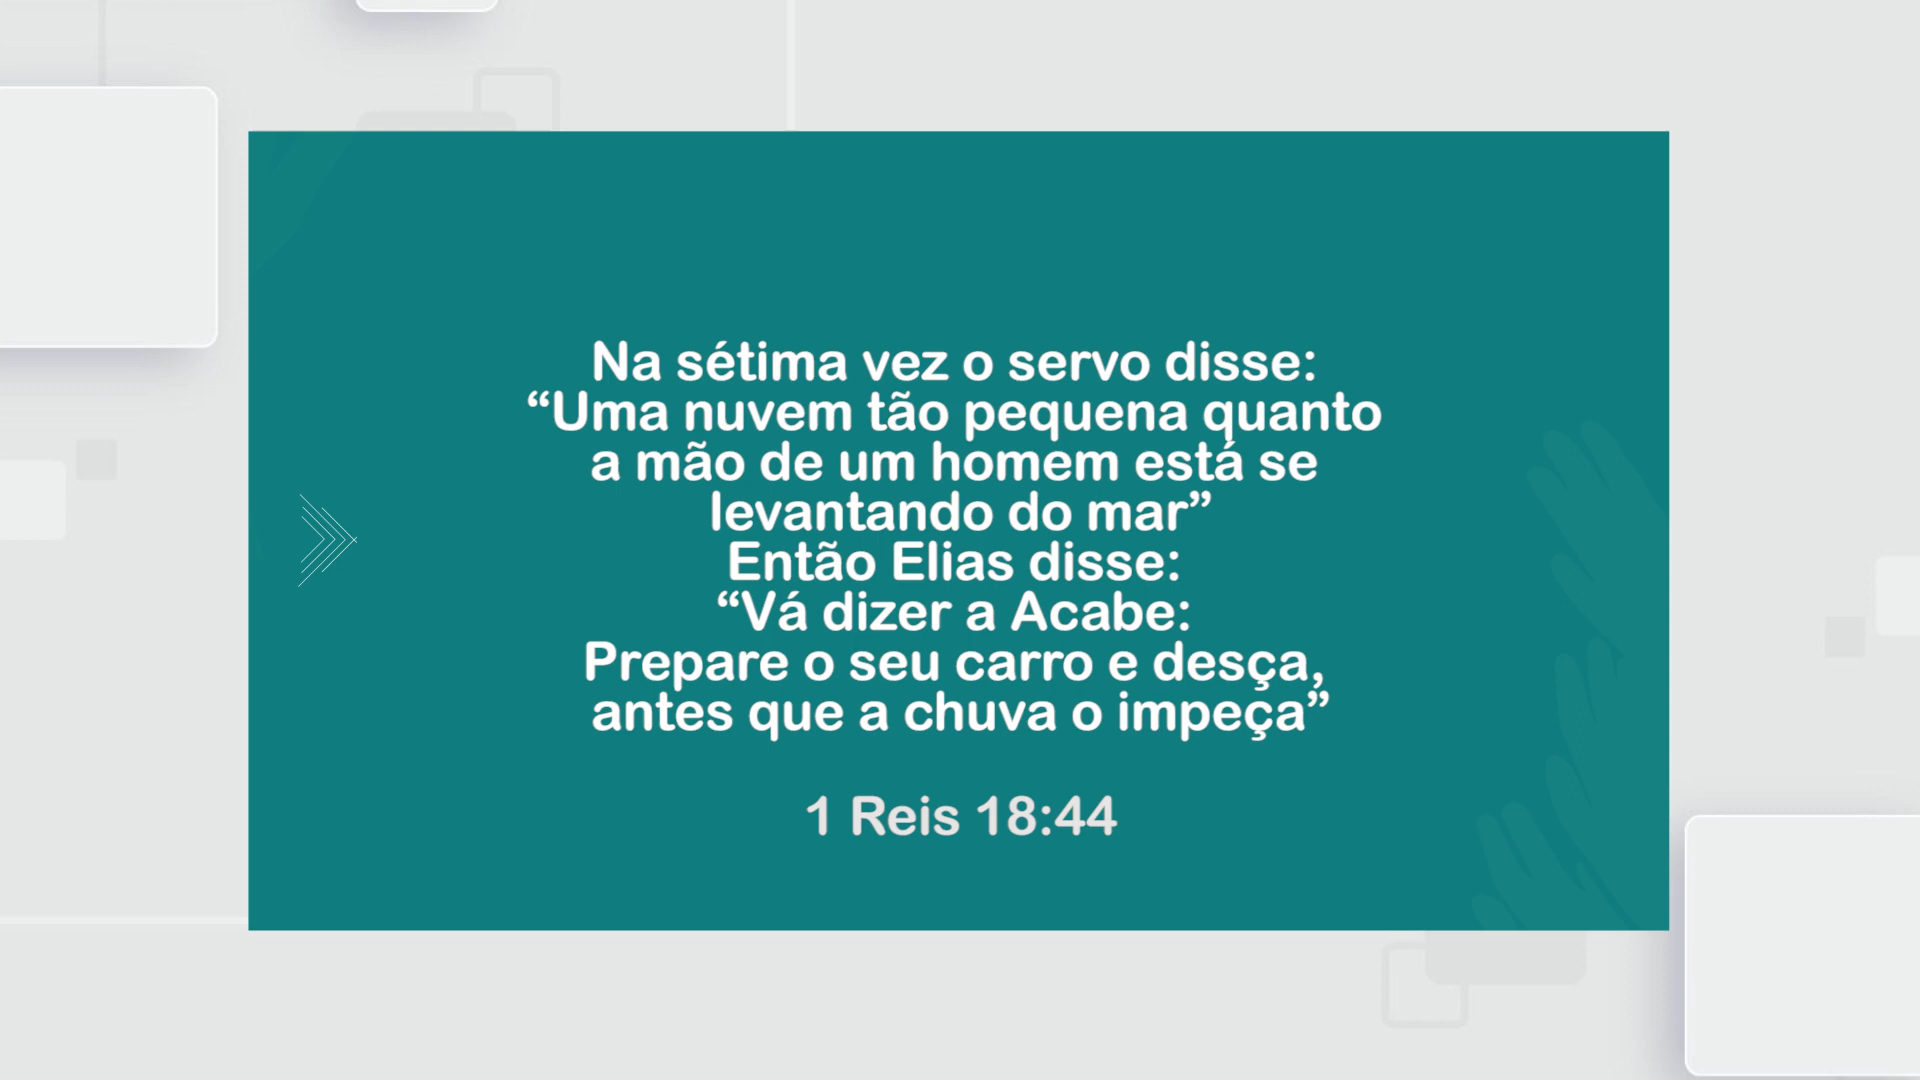 Na sétima vez o servo disse:
“Uma nuvem tão pequena quanto
a mão de um homem está se
levantando do mar”
Então Elias disse:
“Vá dizer a Acabe:
Prepare o seu carro e desça,
antes que a chuva o impeça”
1 Reis 18:44